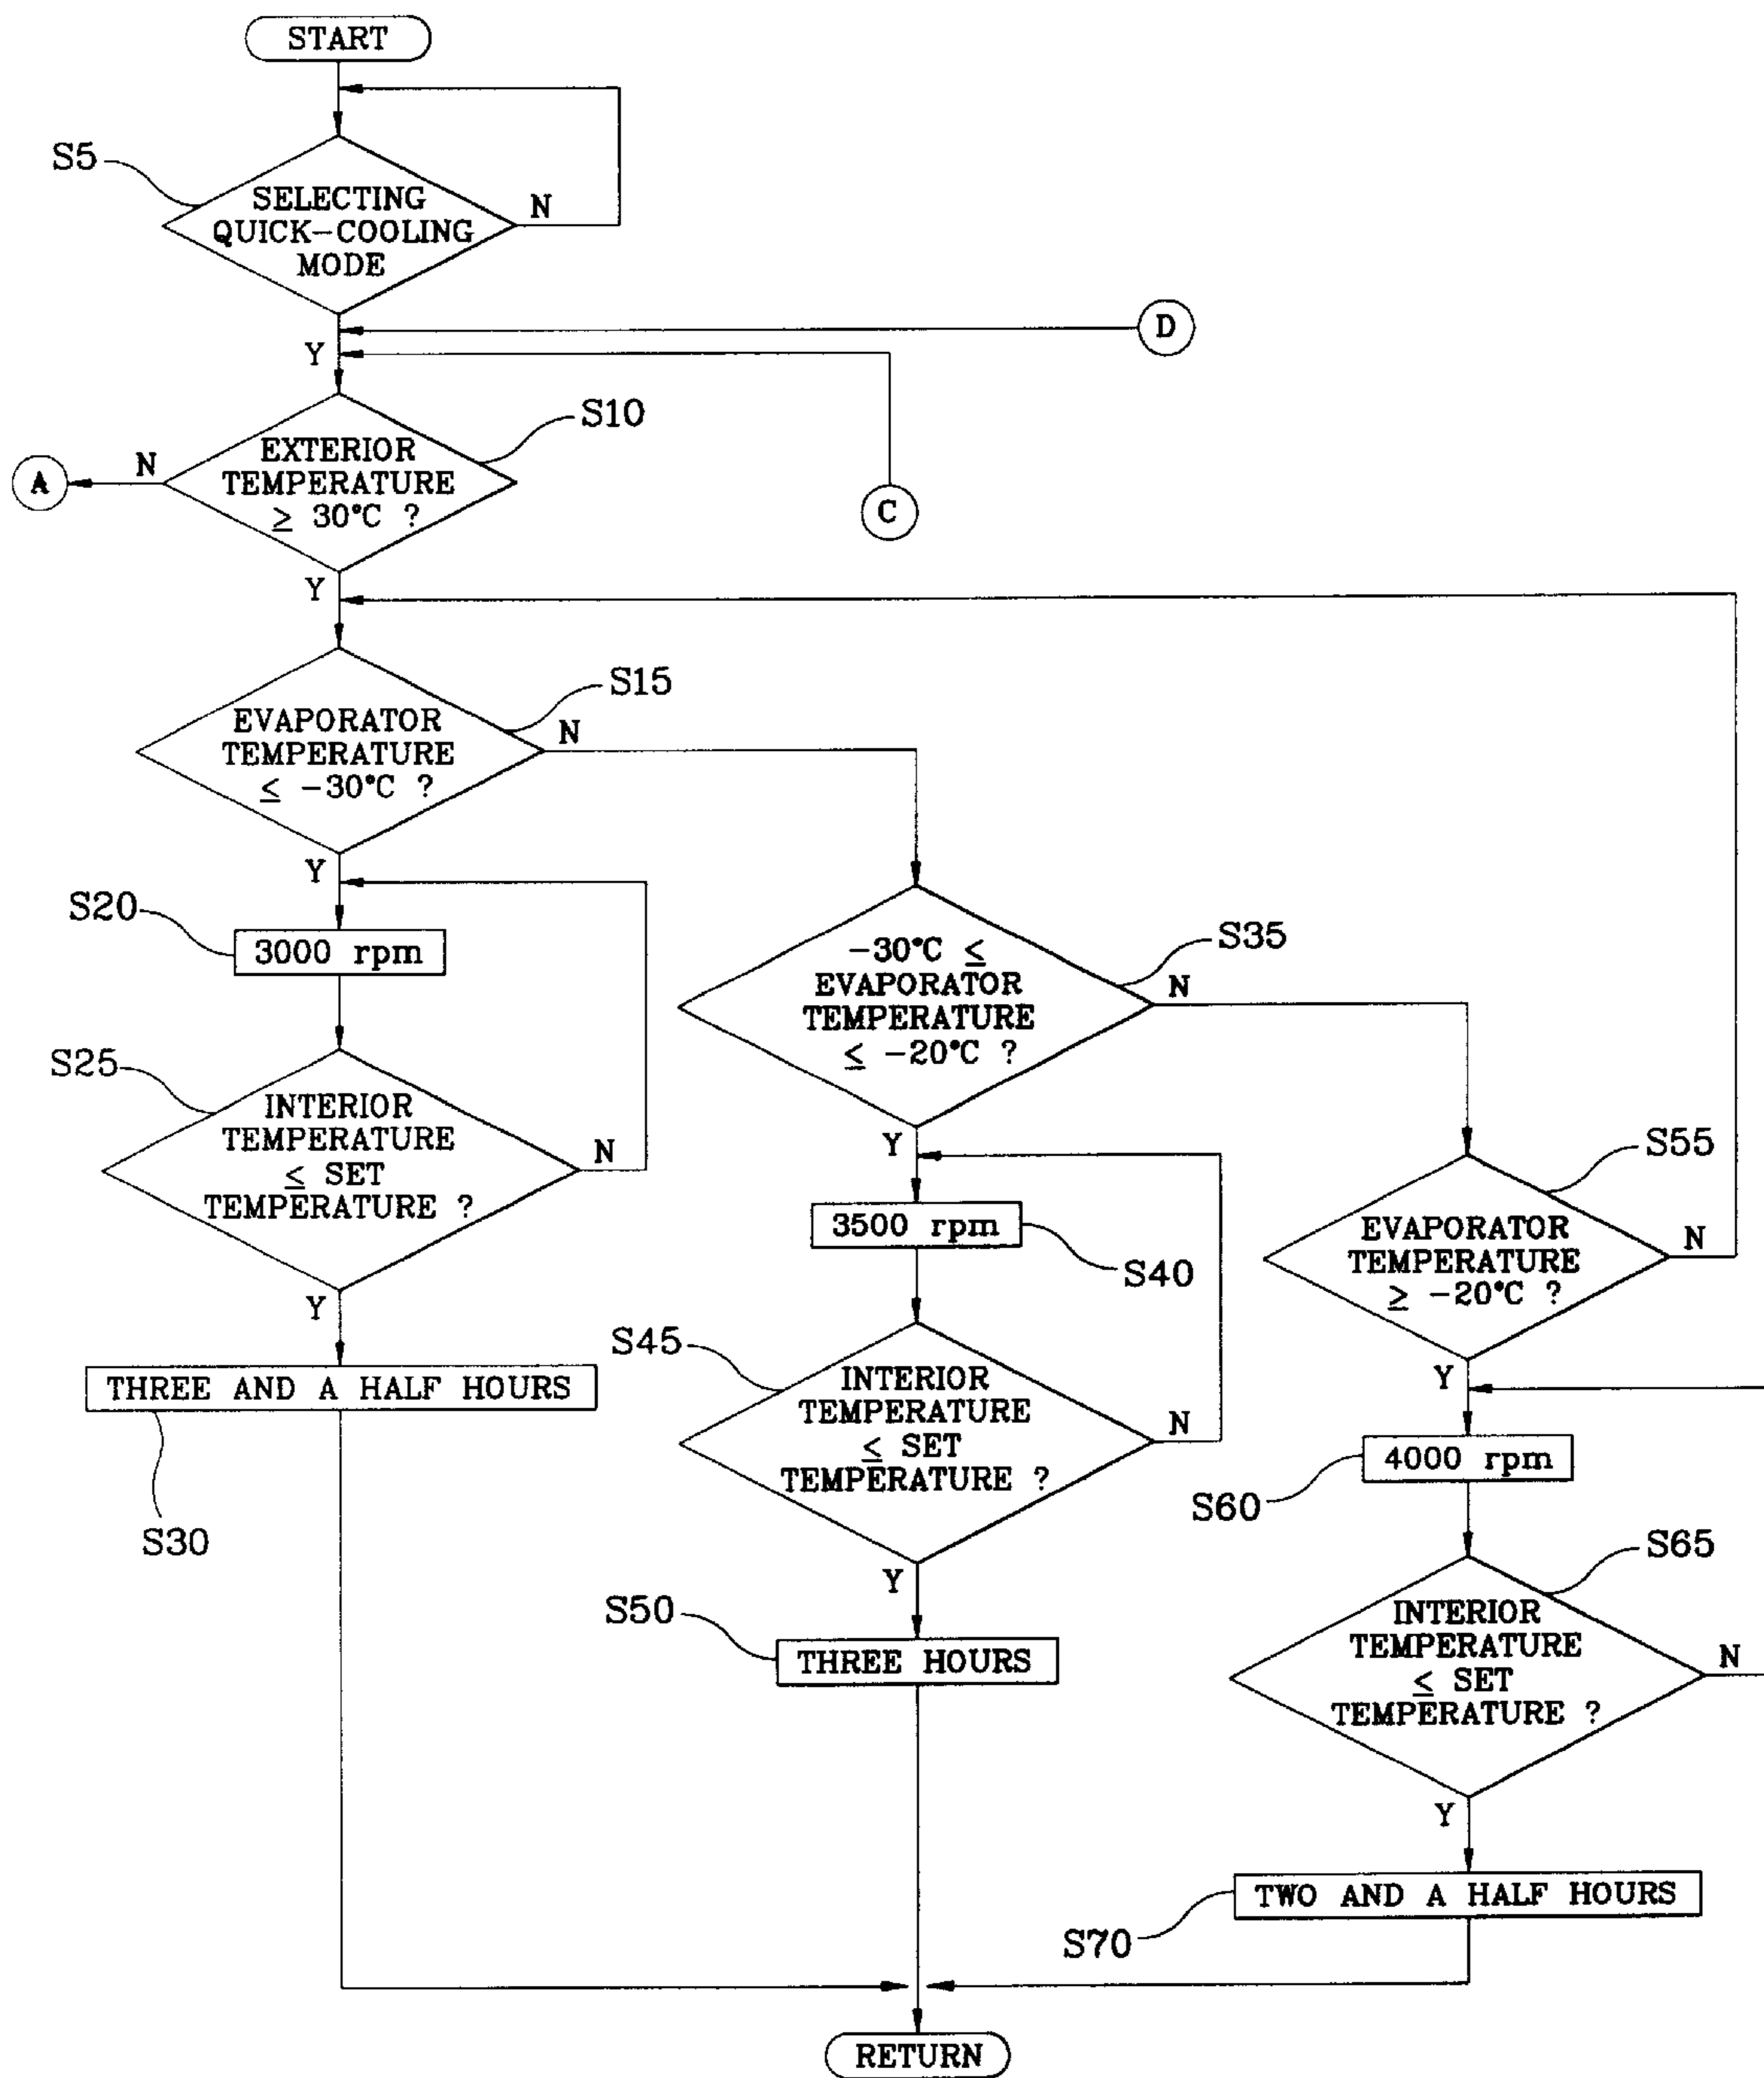 START
S5
SELECTING
QUICK-COOLING
MODE
N
D
Y
C
S10
EXTERIOR
TEMPERATURE
≥ 30°C ?
N
A
Y
S15
EVAPORATOR
TEMPERATURE
≤ -30°C ?
N
Y
S20
3000 rpm
S25
INTERIOR
TEMPERATURE
≤ SET
TEMPERATURE ?
N
Y
THREE AND A HALF HOURS
S30
S35
-30°C ≤
EVAPORATOR
TEMPERATURE
≤ -20°C ?
N
Y
3500 rpm
S40
S45
INTERIOR
TEMPERATURE
≤ SET
TEMPERATURE ?
N
Y
S50
THREE HOURS
S55
EVAPORATOR
TEMPERATURE
≥ -20°C ?
N
Y
4000 rpm
S60
S65
INTERIOR
TEMPERATURE
≤ SET
TEMPERATURE ?
N
Y
TWO AND A HALF HOURS
S70
RETURN